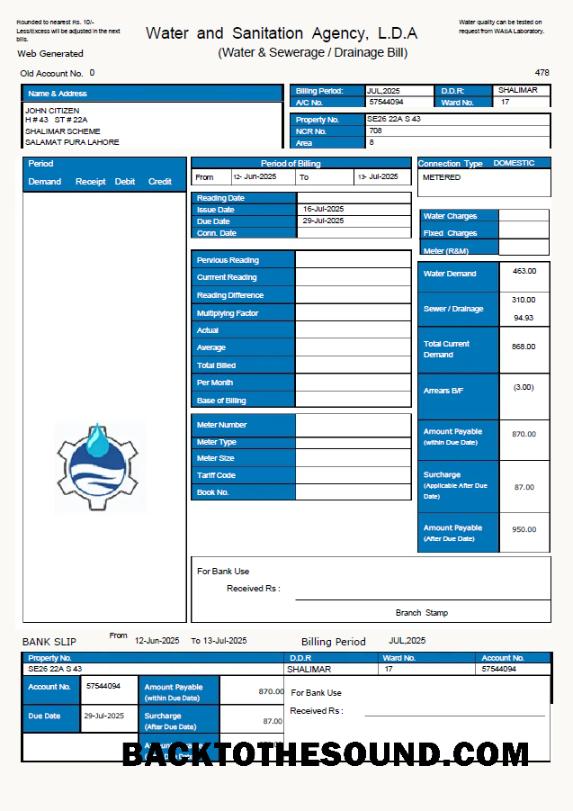 Rounded to nearest Rs. 10/-
Less/Excess will be adjusted in the next
bills.
Web Generated
Water and Sanitation Agency, L.D.A
(Water & Sewerage / Drainage Bill)
Water quality can be tested on
request from WASA Laboratory.
Old Account No. 0
478
Name & Address
JOHN CITIZEN
H # 43 ST # 22A
SHALIMAR SCHEME
SALAMAT PURA LAHORE
Billing Period: JUL,2025 D.D.R: SHALIMAR
A/C No. 57544094 Ward No. 17
Property No. SE26 22A S 43
NCR No. 708
Area 8
Period
Demand Receipt Debit Credit
Period of Billing
From 12- Jun-2025 To 13- Jul-2025
Reading Date
Issue Date 16-Jul-2025
Due Date 29-Jul-2025
Conn. Date
Pervious Reading
Currrent Reading
Reading Difference
Multiplying Factor
Actual
Average
Total Billed
Per Month
Base of Billing
Meter Number
Meter Type
Meter Size
Tariff Code
Book No.
Connection Type DOMESTIC
METERED
Water Charges
Fixed Charges
Meter (R&M)
Water Demand 463.00
Sewer / Drainage 310.00
94.93
Total Current
Demand 868.00
Arrears B/F (3.00)
Amount Payable
(within Due Date) 870.00
Surcharge
(Applicable After Due
Date) 87.00
Amount Payable
(After Due Date) 950.00
For Bank Use
Received Rs :
Branch Stamp
BANK SLIP From 12-Jun-2025 To 13-Jul-2025 Billing Period JUL,2025
Property No. D.D.R Ward No. Account No.
SE26 22A S 43 SHALIMAR 17 57544094
Account No. 57544094 Amount Payable
(within Due Date) 870.00
Due Date 29-Jul-2025 Surcharge
(After Due Date) 87.00
For Bank Use
Received Rs :
BACKTOTHESOUND.COM